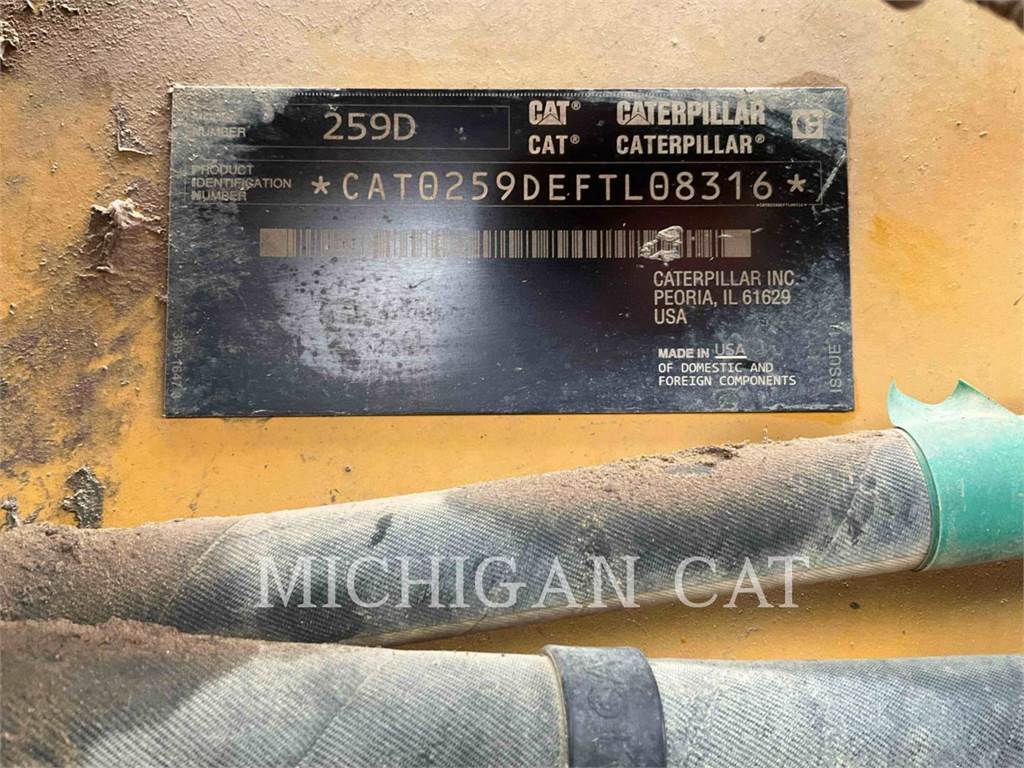 NUMBER 259D
CAT® CATERPILLAR
CAT® CATERPILLAR®
PRODUCT
IDENTIFICATION
NUMBER
*CAT0259DEFTL08316*
CATERPILLAR INC.
PEORIA, IL 61629
USA
MADE IN USA
OF DOMESTIC AND
FOREIGN COMPONENTS
ISSUE
MICHIGAN CAT